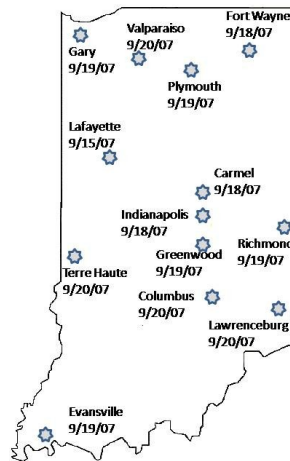 Fort Wayne
9/18/07
Valparaiso
9/20/07
Gary
9/19/07
Plymouth
9/19/07
Lafayette
9/15/07
Carmel
9/18/07
Indianapolis
9/18/07
Greenwood
9/19/07
Richmond
9/19/07
Terre Haute
9/20/07
Columbus
9/20/07
Lawrenceburg
9/20/07
Evansville
9/19/07